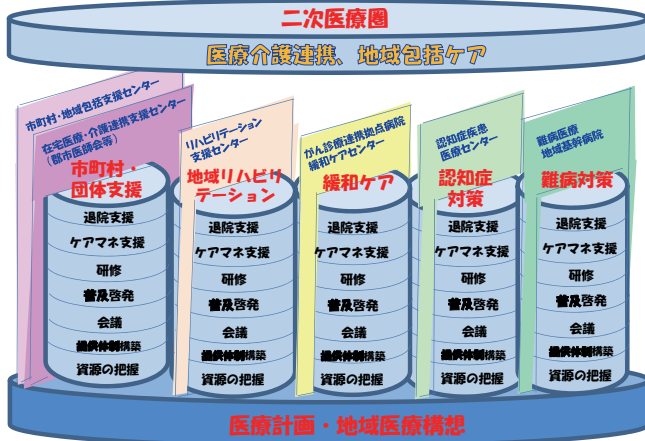 二次医療圏
医療介護連携、地域包括ケア
市町村・地域包括支援センター
在宅医療・介護連携支援センター
(郡市医師会等)
市町村・
団体支援
退院支援
ケアマネ支援
研修
普及啓発
会議
提供体制構築
資源の把握
リハビリテーション
支援センター
地域リハビリ
テーション
退院支援
ケアマネ支援
研修
普及啓発
会議
提供体制構築
資源の把握
がん診療連携拠点病院
緩和ケアセンター
緩和ケア
退院支援
ケアマネ支援
研修
普及啓発
会議
提供体制構築
資源の把握
認知症疾患
医療センター
認知症
対策
退院支援
ケアマネ支援
研修
普及啓発
会議
提供体制構築
資源の把握
難病医療
地域基幹病院
難病対策
退院支援
ケアマネ支援
研修
普及啓発
会議
提供体制構築
資源の把握
医療計画・地域医療構想